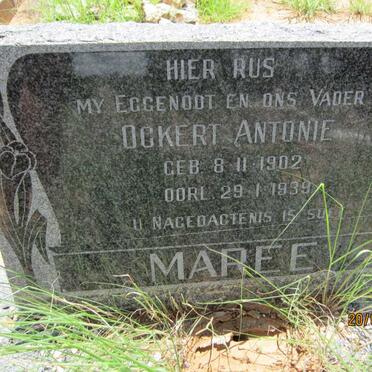 HIER RUS
MY EGGENOOT EN ONS VADER
OCKERT ANTONIE
GEB. 8·11·1902
OORL. 29·1·1939
U NAGEDAGTENIS IS
MAREE
20/